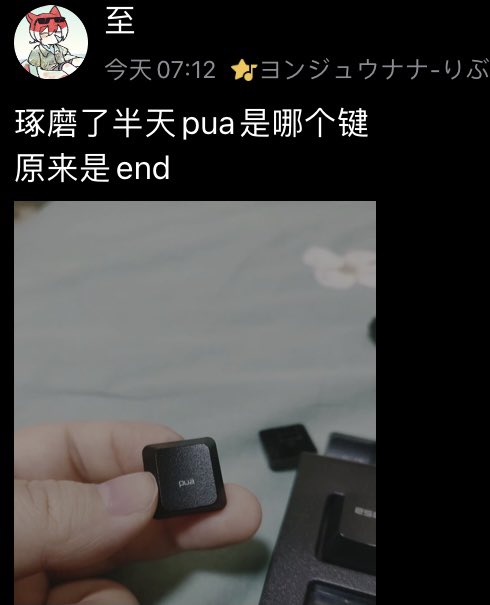 至
今天 07:12 ヨンジュウナナ-りぶ
琢磨了半天pua是哪个键
原来是end
pua
esc